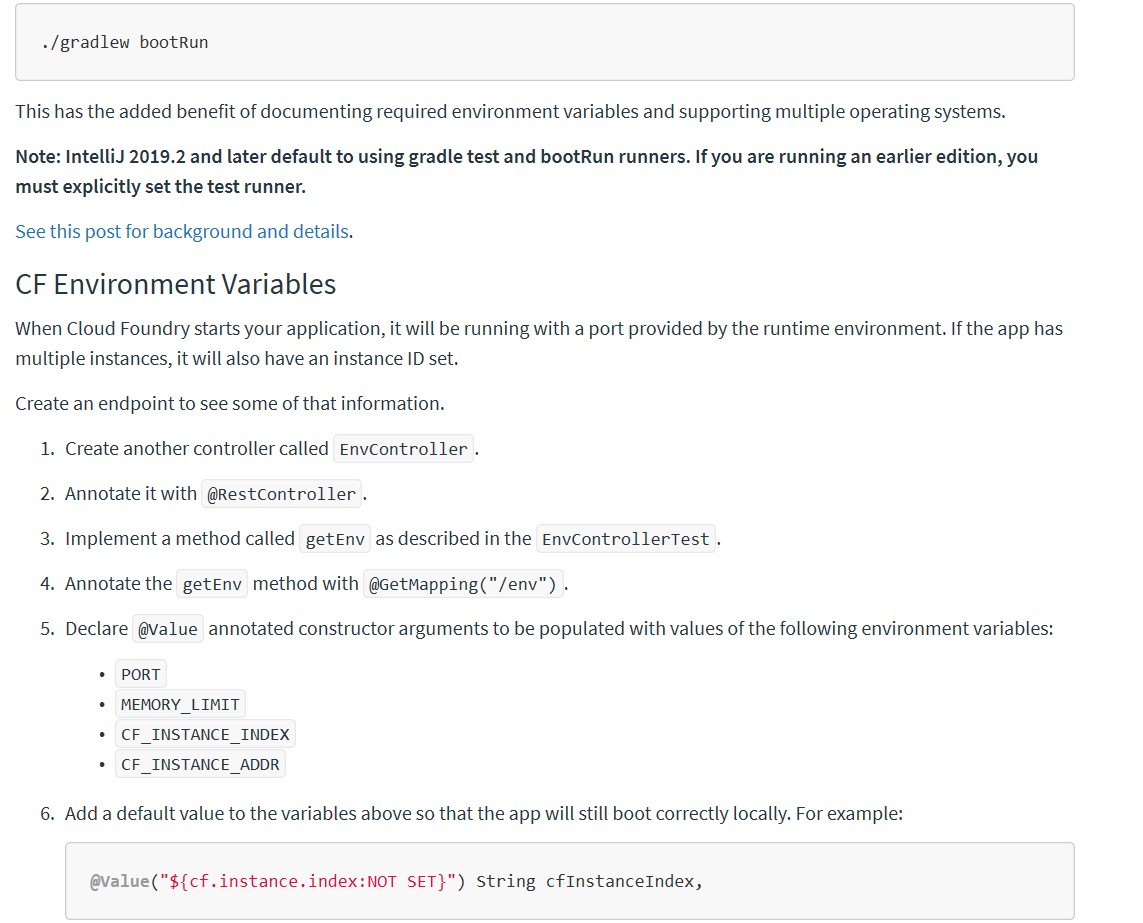 ./gradlew bootRun
This has the added benefit of documenting required environment variables and supporting multiple operating systems.
Note: IntelliJ 2019.2 and later default to using gradle test and bootRun runners. If you are running an earlier edition, you
must explicitly set the test runner.
See this post for background and details.
CF Environment Variables
When Cloud Foundry starts your application, it will be running with a port provided by the runtime environment. If the app has
multiple instances, it will also have an instance ID set.
Create an endpoint to see some of that information.
1. Create another controller called EnvController.
2. Annotate it with @RestController.
3. Implement a method called getEnv as described in the EnvControllerTest.
4. Annotate the getEnv method with @GetMapping("/env").
5. Declare @Value annotated constructor arguments to be populated with values of the following environment variables:
• PORT
• MEMORY_LIMIT
• CF_INSTANCE_INDEX
• CF_INSTANCE_ADDR
6. Add a default value to the variables above so that the app will still boot correctly locally. For example:
@Value("${cf.instance.index:NOT SET}") String cfInstanceIndex,